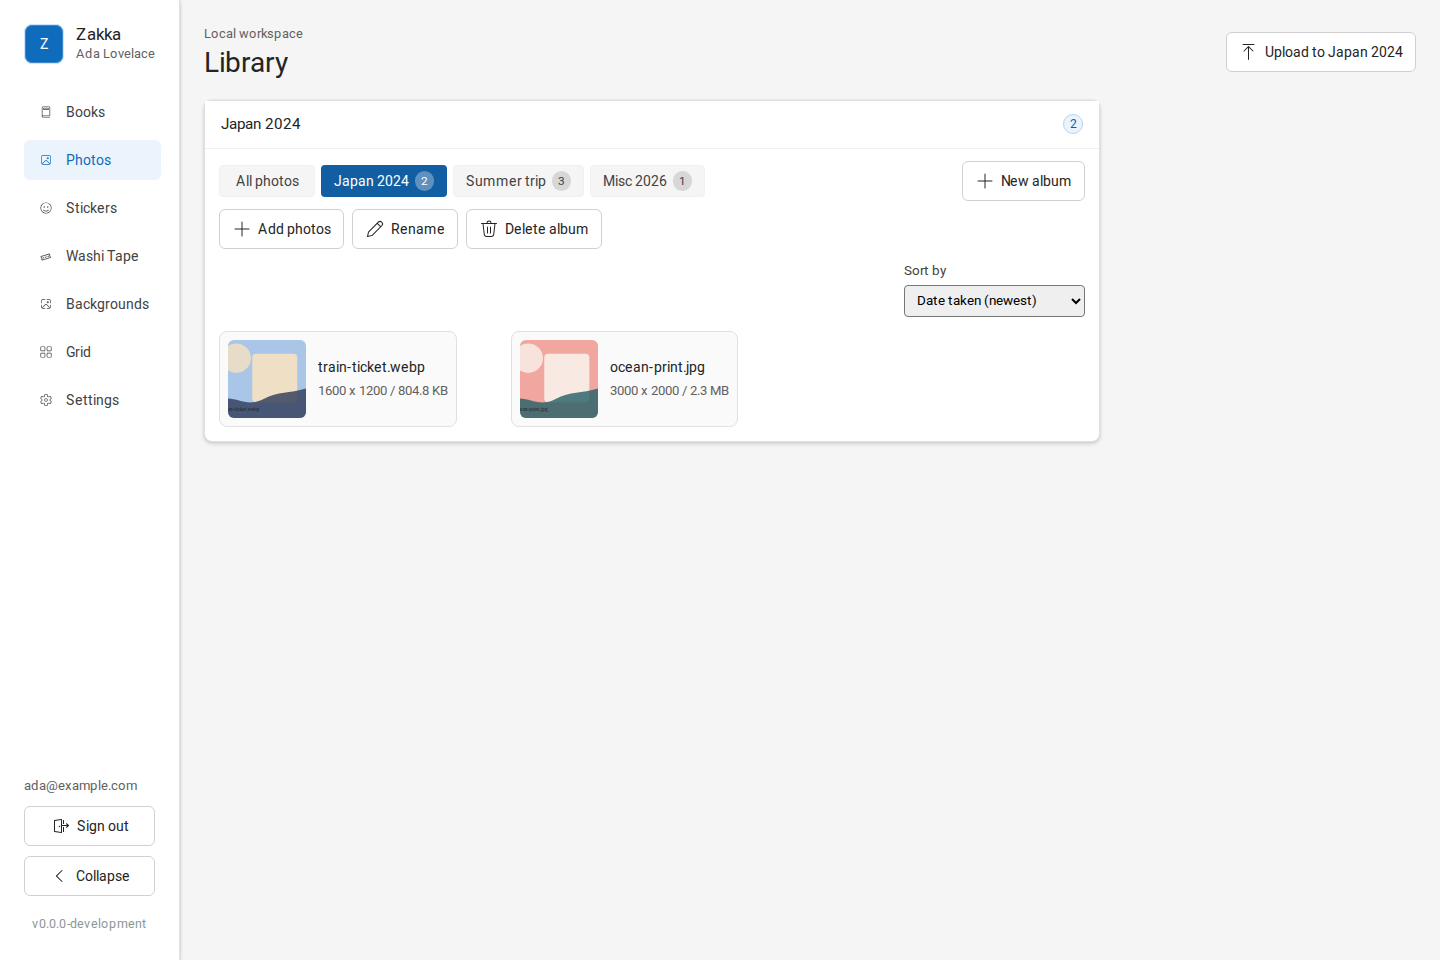 Z
Zakka
Ada Lovelace
Books
Photos
Stickers
Washi Tape
Backgrounds
Grid
Settings
ada@example.com
Sign out
Collapse
v0.0.0-development
Local workspace
Library
Upload to Japan 2024
Japan 2024
2
All photos
Japan 2024 2
Summer trip 3
Misc 2026 1
New album
Add photos
Rename
Delete album
Sort by
Date taken (newest)
train-ticket.webp
1600 x 1200 / 804.8 KB
ocean-print.jpg
3000 x 2000 / 2.3 MB